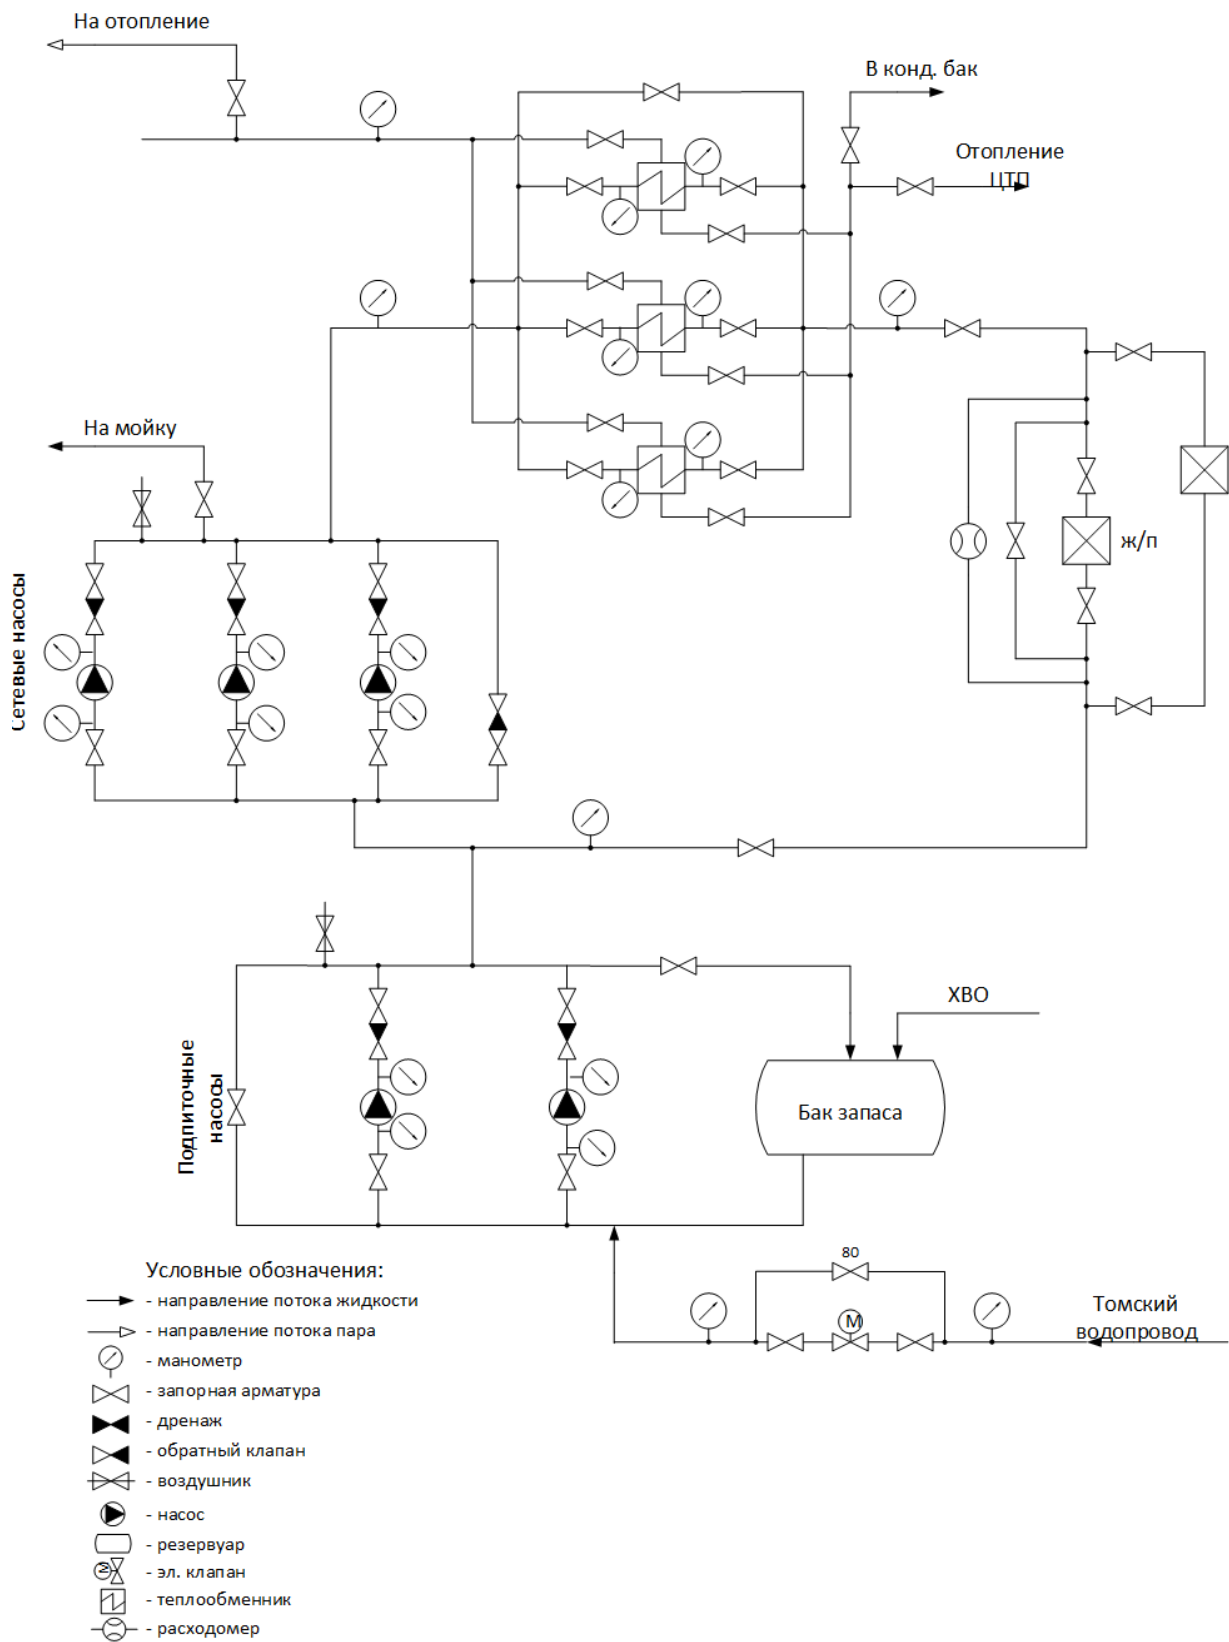 На отопление
В конд. бак
Отопление
ЦТП
На мойку
Сетевые насосы
ж/п
ХВО
Подпиточные
насосы
Бак запаса
80
М
Томский
водопровод
Условные обозначения:
- направление потока жидкости
- направление потока пара
- манометр
- запорная арматура
- дренаж
- обратный клапан
- воздушник
- насос
- резервуар
М
- эл. клапан
- теплообменник
- расходомер